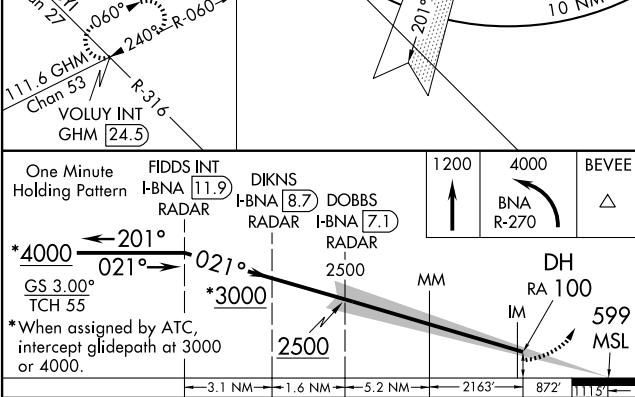 060°
240°
R-060
Chan 27
111.6 GHM
Chan 53
R-316
VOLUY INT
GHM 24.5
201°
10 NM
One Minute
Holding Pattern
FIDDS INT
I-BNA 11.9
RADAR
DIKNS
I-BNA 8.7
RADAR
DOBBS
I-BNA 7.1
RADAR
1200
4000
BNA
R-270
BEVEE
*4000
201°
021°
021°
*3000
2500
2500
MM
IM
DH
RA 100
599
MSL
GS 3.00°
TCH 55
*When assigned by ATC,
intercept glidepath at 3000
or 4000.
3.1 NM
1.6 NM
5.2 NM
2163'
872'
1115'